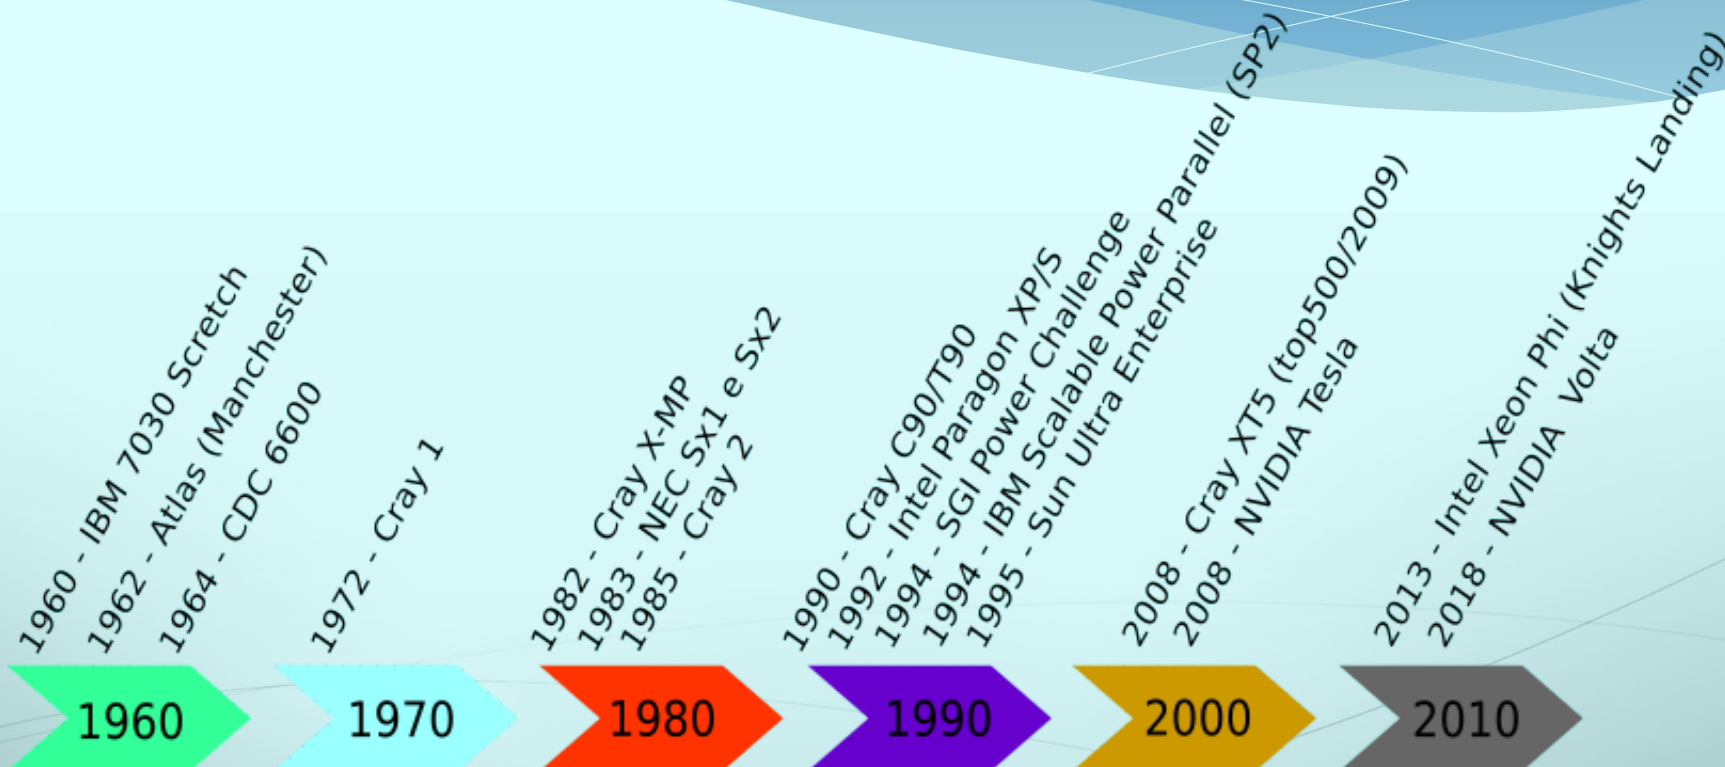 1960 - IBM 7030 Scretch
1962 - Atlas (Manchester)
1964 - CDC 6600
1972 - Cray 1
1982 - Cray X-MP
1983 - NEC Sx1 e Sx2
1985 - Cray 2
1990 - Cray C90/T90
1992 - Intel Paragon XP/S
1994 - SGI Power Challenge
1994 - IBM Scalable Power Parallel (SP2)
1995 - Sun Ultra Enterprise
2008 - Cray XT5 (top500/2009)
2008 - NVIDIA Tesla
2013 - Intel Xeon Phi (Knights Landing)
2018 - NVIDIA Volta
1960
1970
1980
1990
2000
2010